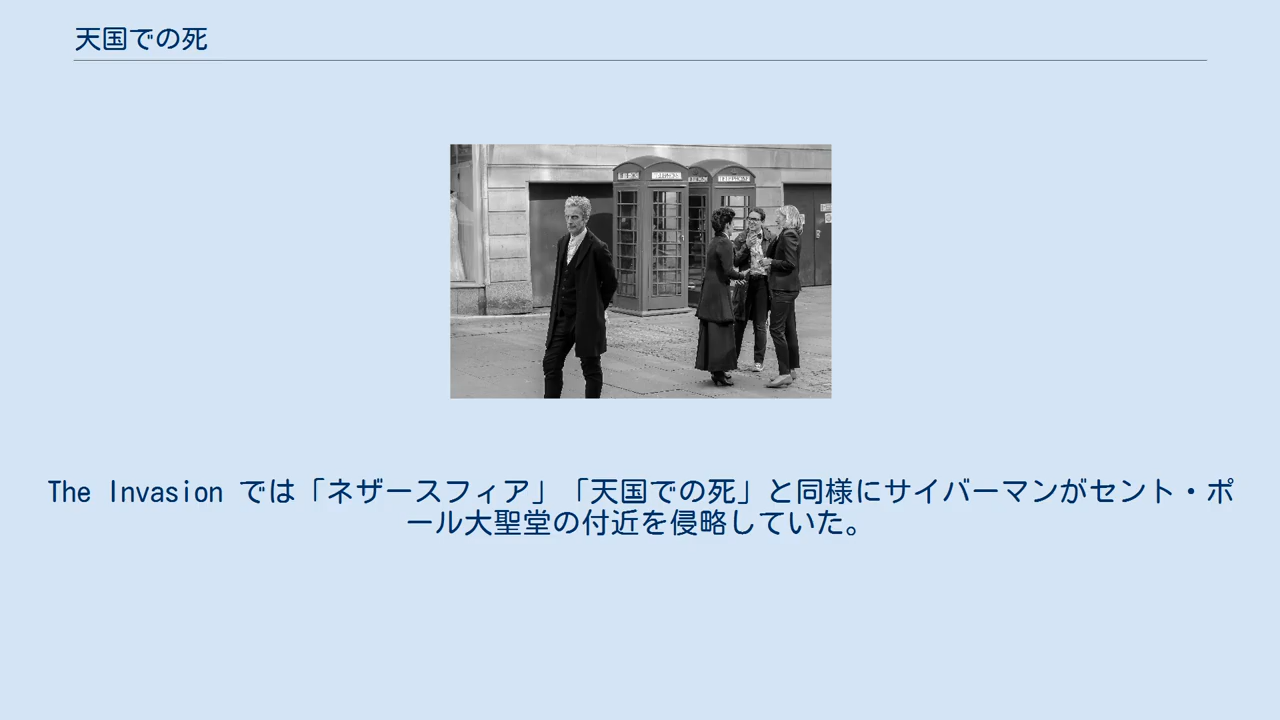 天国での死
The Invasion では「ネザースフィア」「天国での死」と同様にサイバーマンがセント・ポ
ール大聖堂の付近を侵略していた。